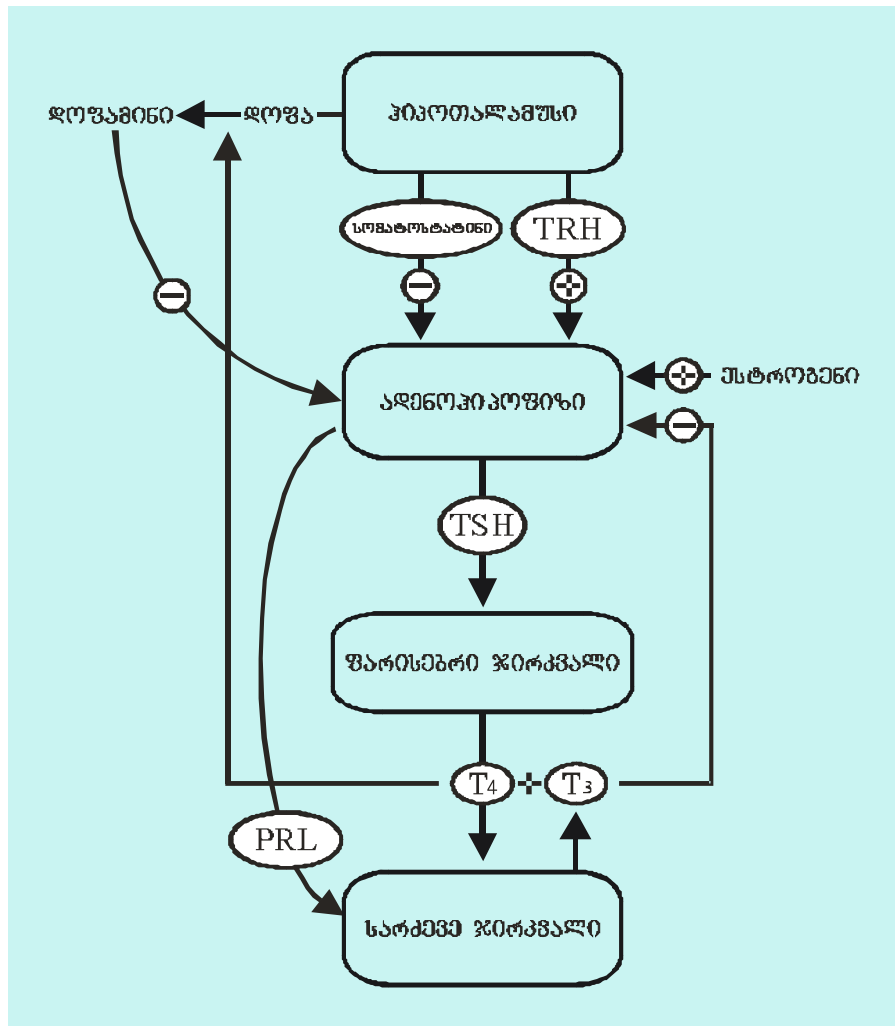 ჰიპოთალამუსი
დოფამინი დოფა
სომატოსტატინი TRH
ადენოჰიპოფიზი
ესტროგენი
TSH
ფარისებრი ჯირკვალი
T4 + T3
PRL
სარძევე ჯირკვალი